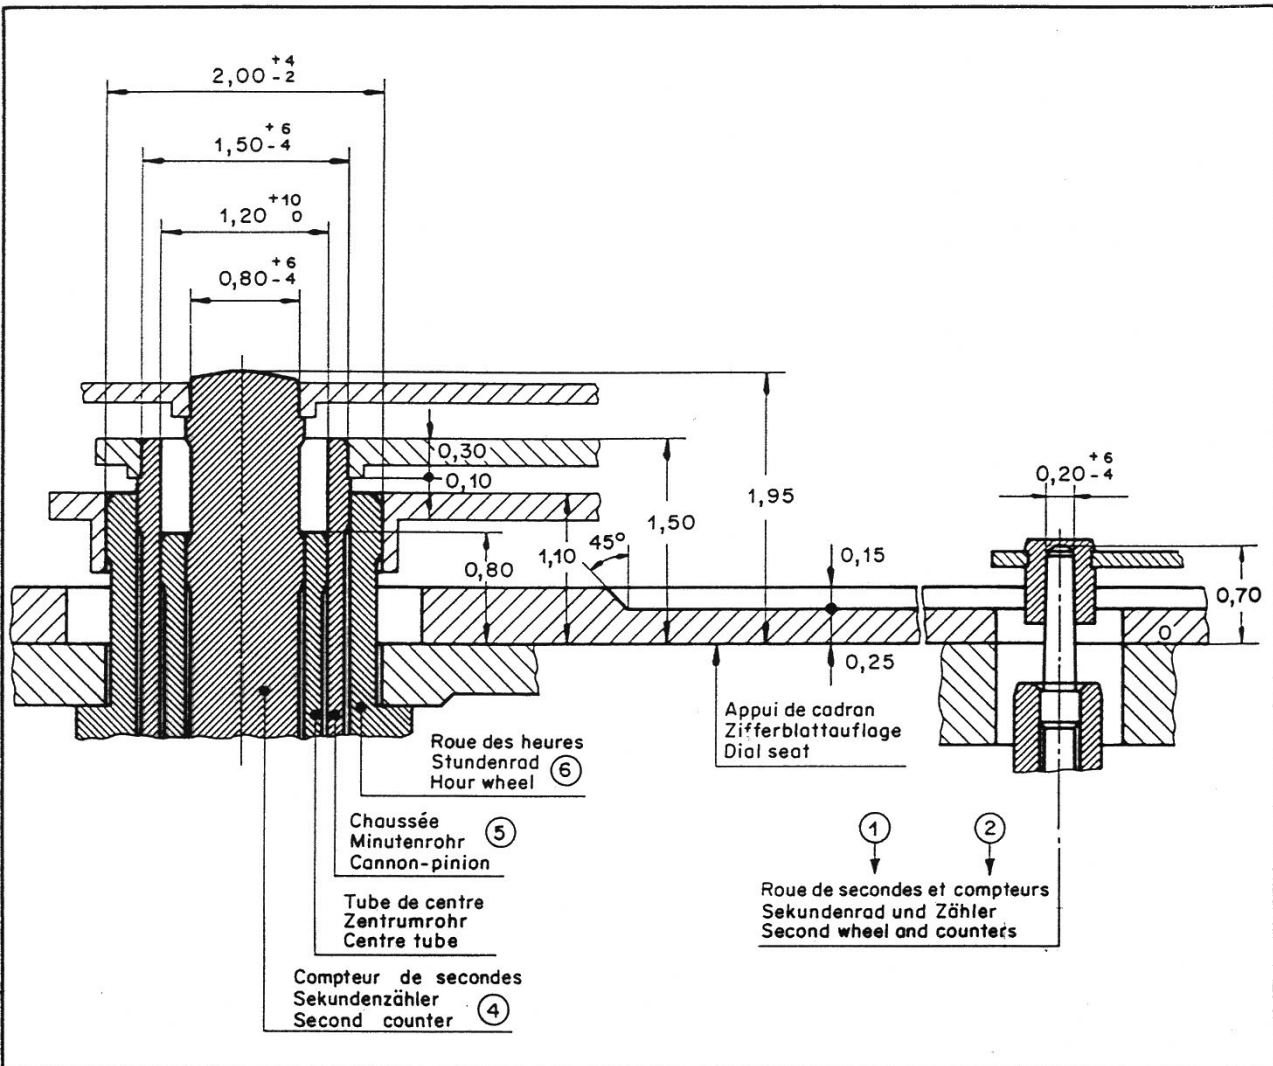 2,00 +4 -2
1,50 +6 -4
1,20 +10 0
0,80 +6 -4
0,30
0,10
1,95
1,50
1,10
0,80
45°
0,15
0,25
0,20 +6 -4
0,70
0
Appui de cadran
Zifferblattauflage
Dial seat
Roue des heures
Stundenrad
Hour wheel
6
Chaussée
Minutenrohr
Cannon-pinion
5
Tube de centre
Zentrumrohr
Centre tube
Compteur de secondes
Sekundenzähler
Second counter
4
1 2
Roue de secondes et compteurs
Sekundenrad und Zähler
Second wheel and counters